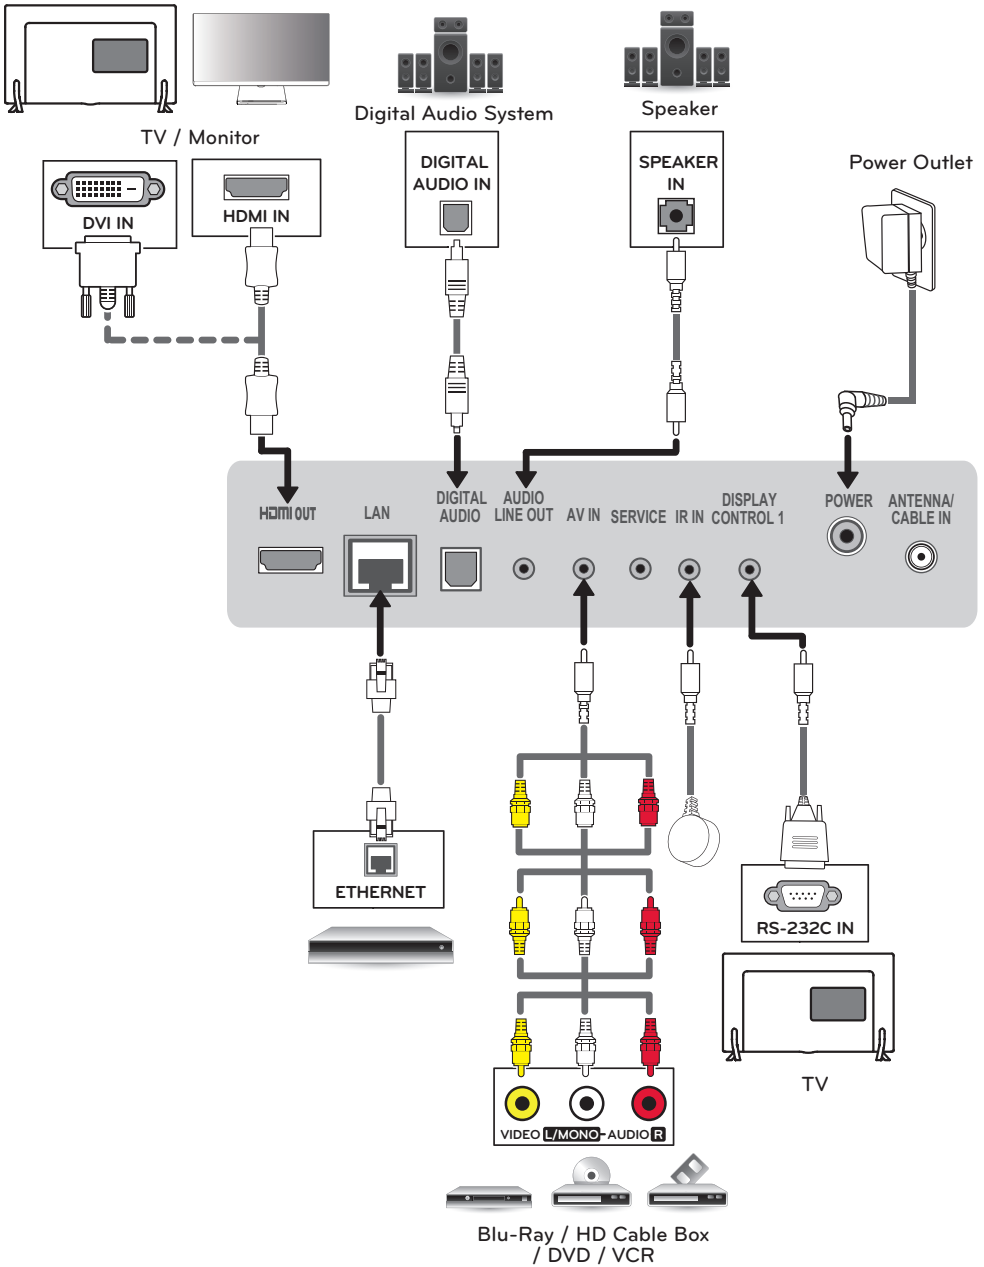 TV / Monitor
Digital Audio System
Speaker
Power Outlet
DVI IN
HDMI IN
DIGITAL
AUDIO IN
SPEAKER
IN
HDMI OUT
LAN
DIGITAL
AUDIO
AUDIO
LINE OUT
AV IN
SERVICE
IR IN
DISPLAY
CONTROL 1
POWER
ANTENNA/
CABLE IN
ETHERNET
RS-232C IN
TV
VIDEO L/MONO-AUDIO R
Blu-Ray / HD Cable Box
/ DVD / VCR